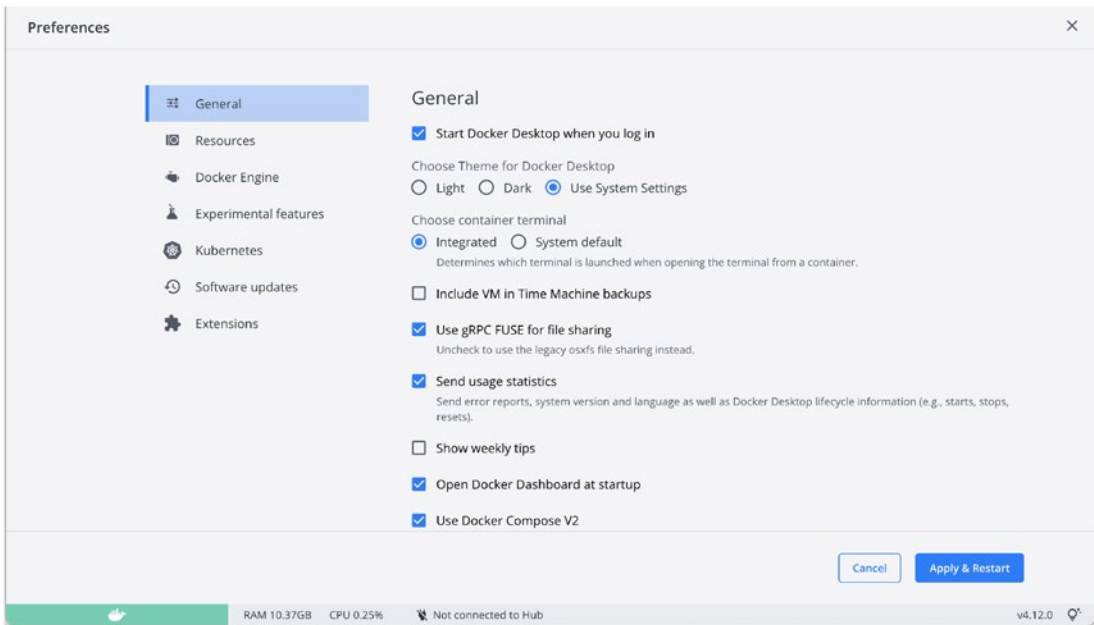 Preferences
General
Resources
Docker Engine
Experimental features
Kubernetes
Software updates
Extensions
General
Start Docker Desktop when you log in
Choose Theme for Docker Desktop
Light Dark Use System Settings
Choose container terminal
Integrated System default
Determines which terminal is launched when opening the terminal from a container.
Include VM in Time Machine backups
Use gRPC FUSE for file sharing
Uncheck to use the legacy osxfs file sharing instead.
Send usage statistics
Send error reports, system version and language as well as Docker Desktop lifecycle information (e.g., starts, stops,
resets).
Show weekly tips
Open Docker Dashboard at startup
Use Docker Compose V2
Cancel Apply & Restart
RAM 10.37GB CPU 0.25% Not connected to Hub v4.12.0